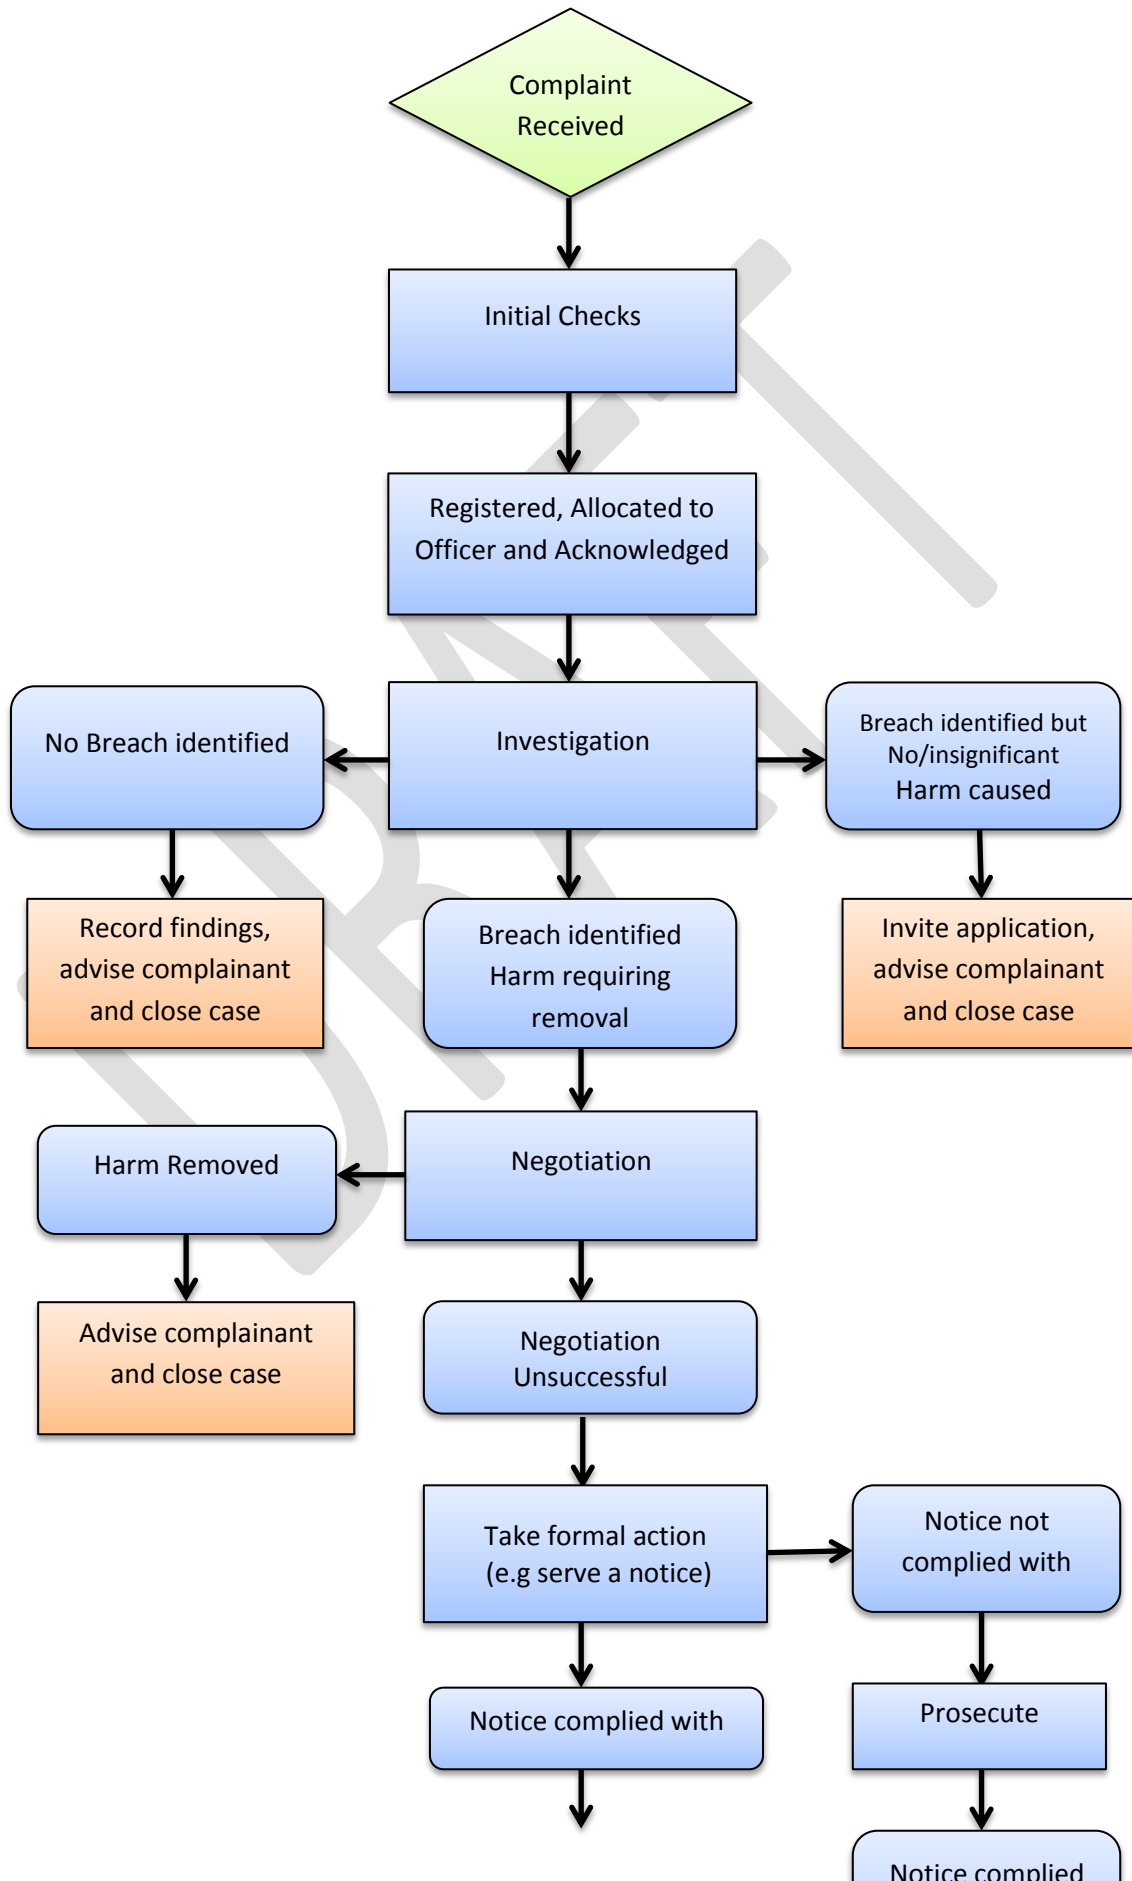 Complaint
Received
Initial Checks
Registered, Allocated to
Officer and Acknowledged
No Breach identified
Investigation
Breach identified but
No/insignificant
Harm caused
Record findings,
advise complainant
and close case
Breach identified
Harm requiring
removal
Invite application,
advise complainant
and close case
Harm Removed
Negotiation
Advise complainant
and close case
Negotiation
Unsuccessful
Take formal action
(e.g serve a notice)
Notice not
complied with
Notice complied with
Prosecute
Notice complied
DRAFT